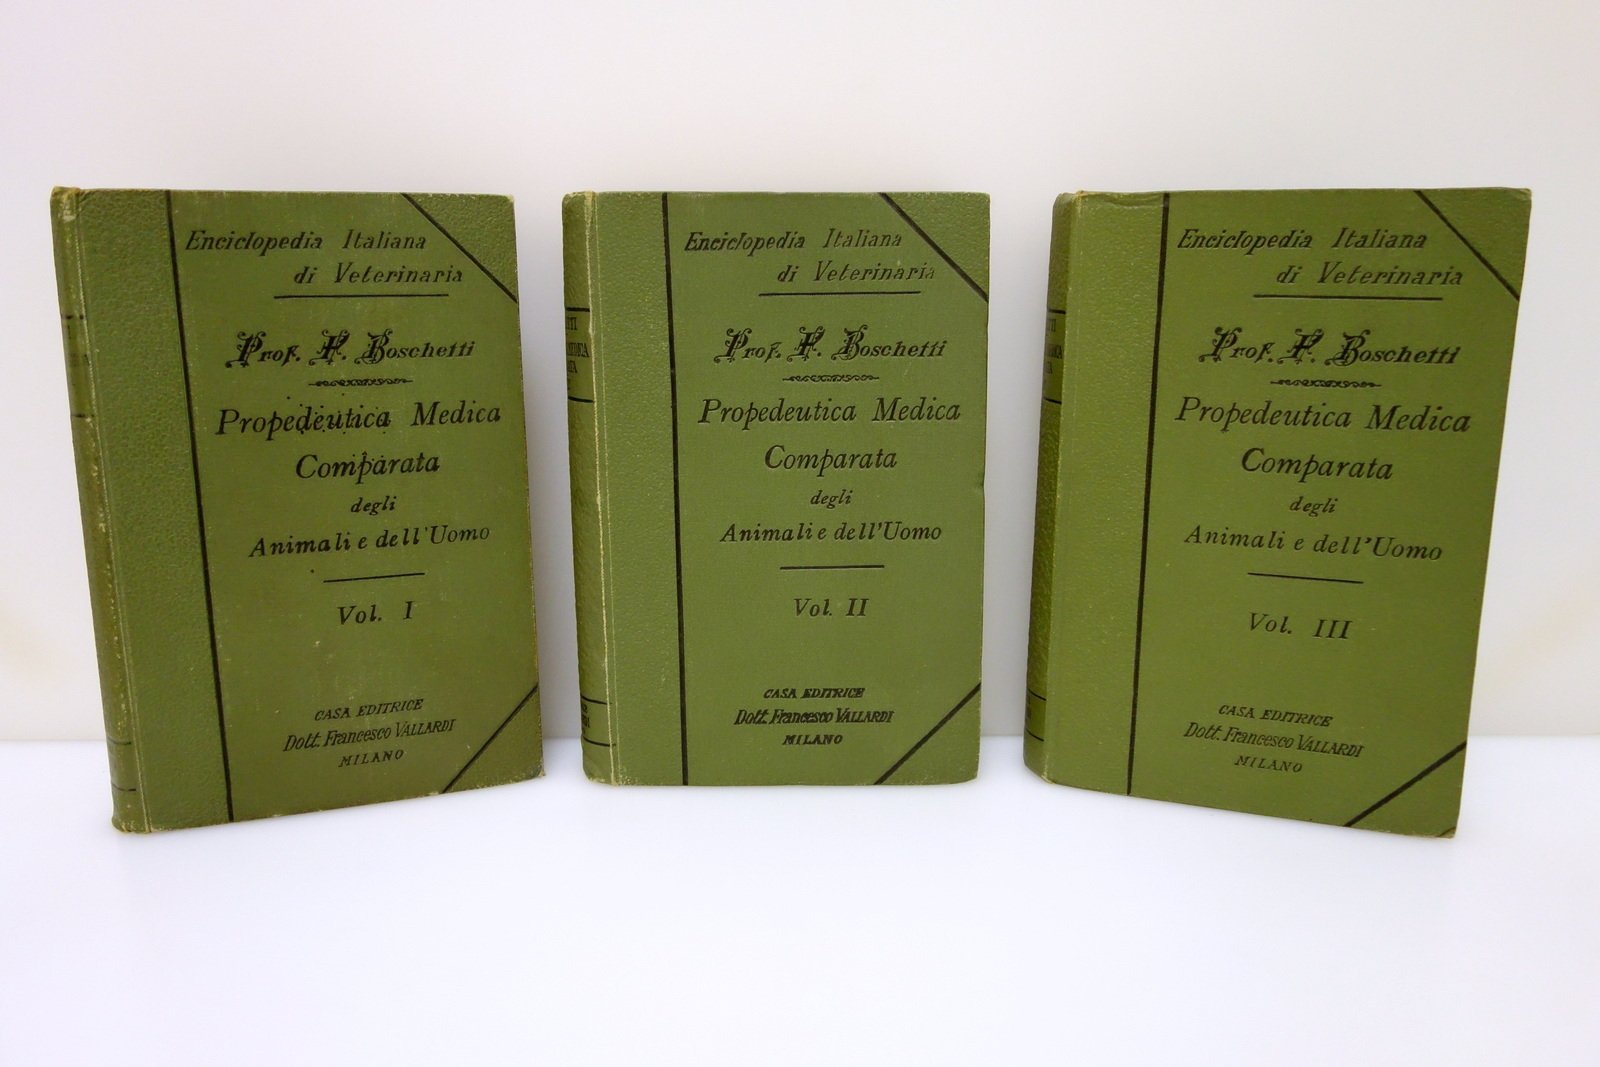 Enciclopedia Italiana
di Veterinaria
Prof. F. Boschetti
Propedeutica Medica
Comparata
degli
Animali e dell'Uomo
Vol. I
CASA EDITRICE
Dott. Francesco VALLARDI
MILANO
Enciclopedia Italiana
di Veterinaria
Prof. F. Boschetti
Propedeutica Medica
Comparata
degli
Animali e dell'Uomo
Vol. II
CASA EDITRICE
Dott. Francesco VALLARDI
MILANO
Enciclopedia Italiana
di Veterinaria
Prof. F. Boschetti
Propedeutica Medica
Comparata
degli
Animali e dell'Uomo
Vol. III
CASA EDITRICE
Dott. Francesco VALLARDI
MILANO